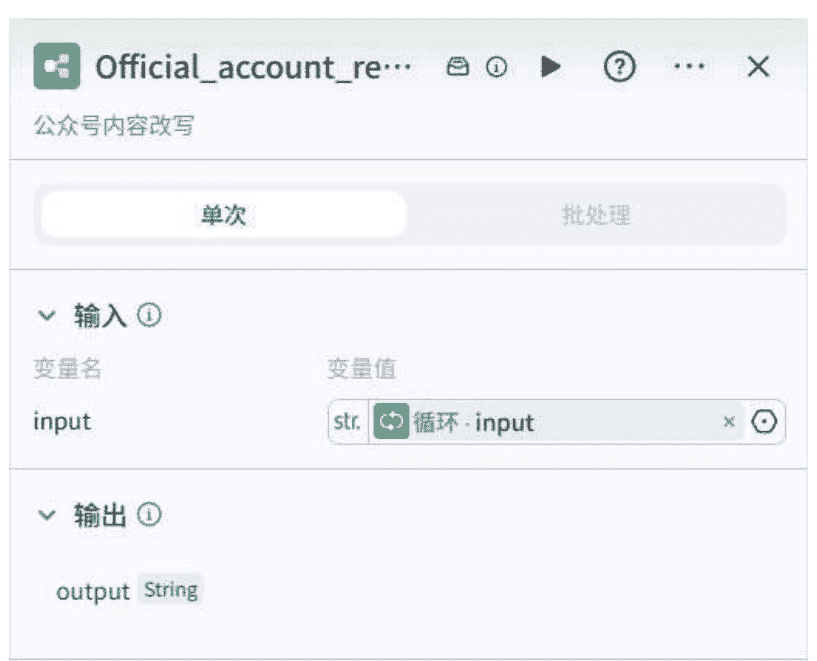 Official_account_re···
公众号内容改写
单次 批处理
输入
变量名 变量值
input str. 循环 · input
输出
output String